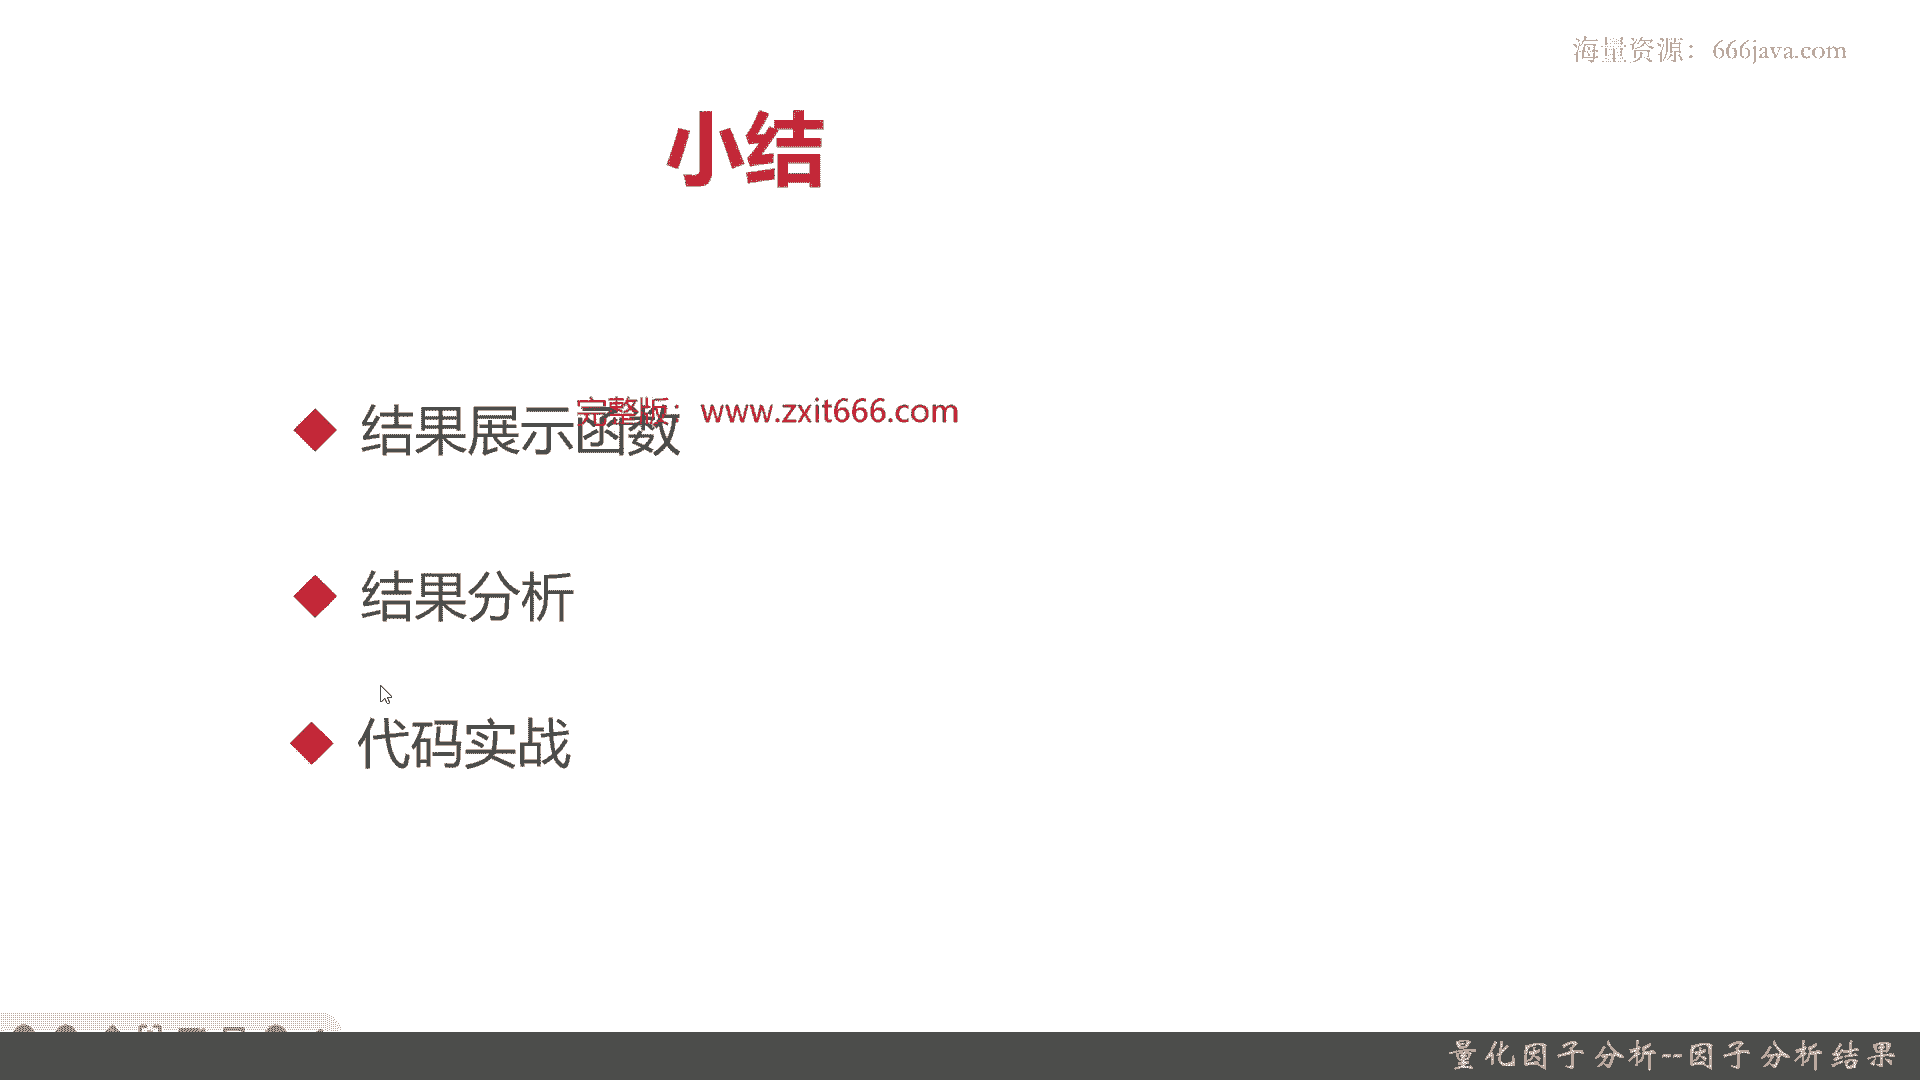 海量资源：666java.com
小结
完整版：www.zxit666.com
结果展示函数
结果分析
代码实战
量化因子分析--因子分析结果